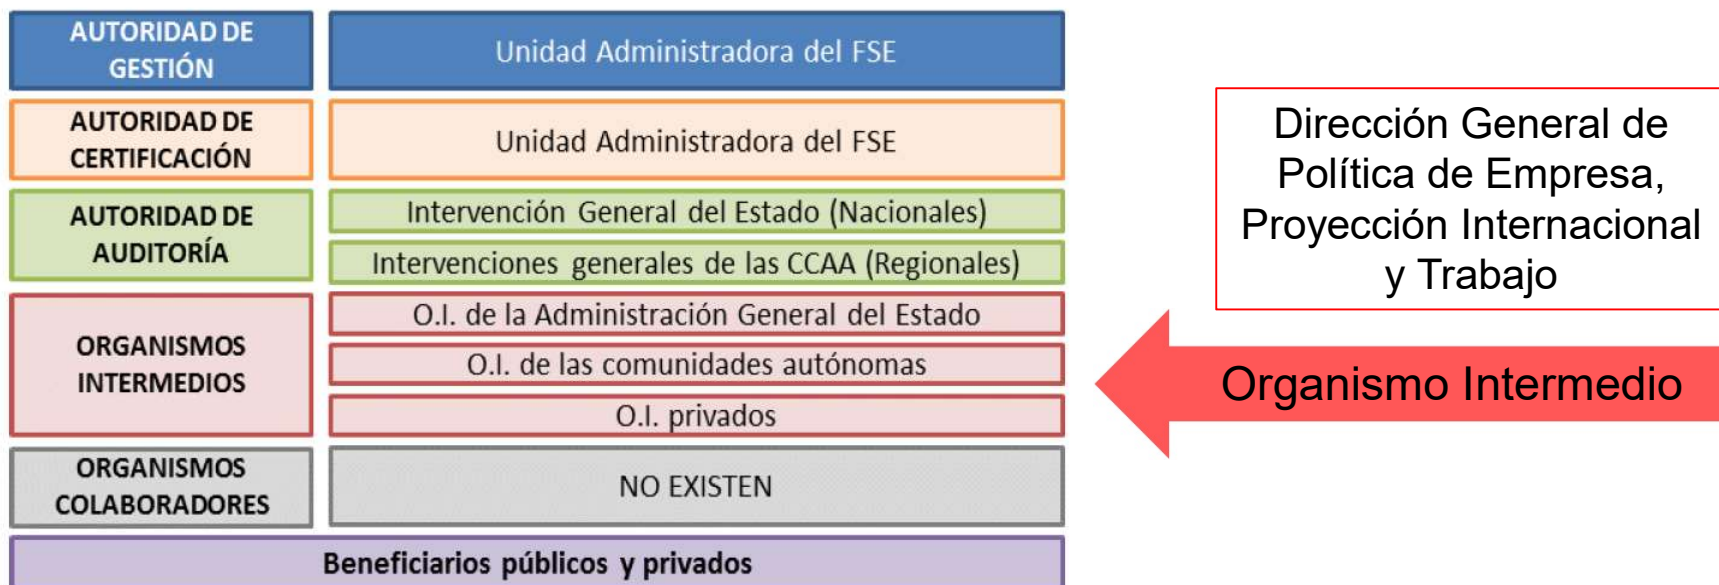 AUTORIDAD DE
GESTIÓN
Unidad Administradora del FSE
AUTORIDAD DE
CERTIFICACIÓN
Unidad Administradora del FSE
AUTORIDAD DE
AUDITORÍA
Intervención General del Estado (Nacionales)
Intervenciones generales de las CCAA (Regionales)
ORGANISMOS
INTERMEDIOS
O.I. de la Administración General del Estado
O.I. de las comunidades autónomas
O.I. privados
ORGANISMOS
COLABORADORES
NO EXISTEN
Beneficiarios públicos y privados
Dirección General de
Política de Empresa,
Proyección Internacional
y Trabajo
Organismo Intermedio